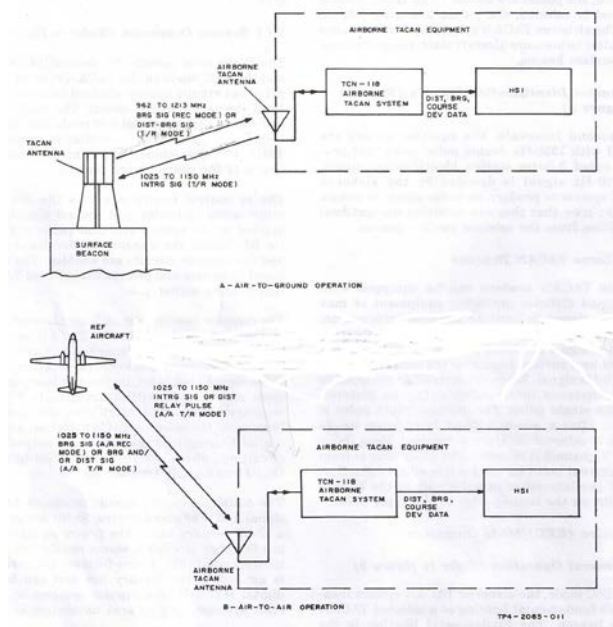 AIRBORNE TACAN EQUIPMENT
AIRBORNE
TACAN
ANTENNA
962 TO 1213 MHz
BRG SIG (REC MODE) OR
DIST-BRG SIG
(T/R MODE)
TCN-118
AIRBORNE
TACAN SYSTEM
DIST, BRG,
COURSE
DEV DATA
HSI
TACAN
ANTENNA
1025 TO 1150 MHz
INTRG SIG (T/R MODE)
SURFACE
BEACON
A-AIR-TO-GROUND OPERATION
REF
AIRCRAFT
1025 TO 1150 MHz
INTRG SIG OR DIST
RELAY PULSE
(A/A T/R MODE)
1025 TO 1150 MHz
BRG SIG (A/A REC
MODE) OR BRG AND/
OR DIST SIG
(A/A T/R MODE)
AIRBORNE TACAN EQUIPMENT
TCN-118
AIRBORNE
TACAN SYSTEM
DIST, BRG,
COURSE
DEV DATA
HSI
AIRBORNE
TACAN
ANTENNA
B-AIR-TO-AIR OPERATION
TP4-2085-011